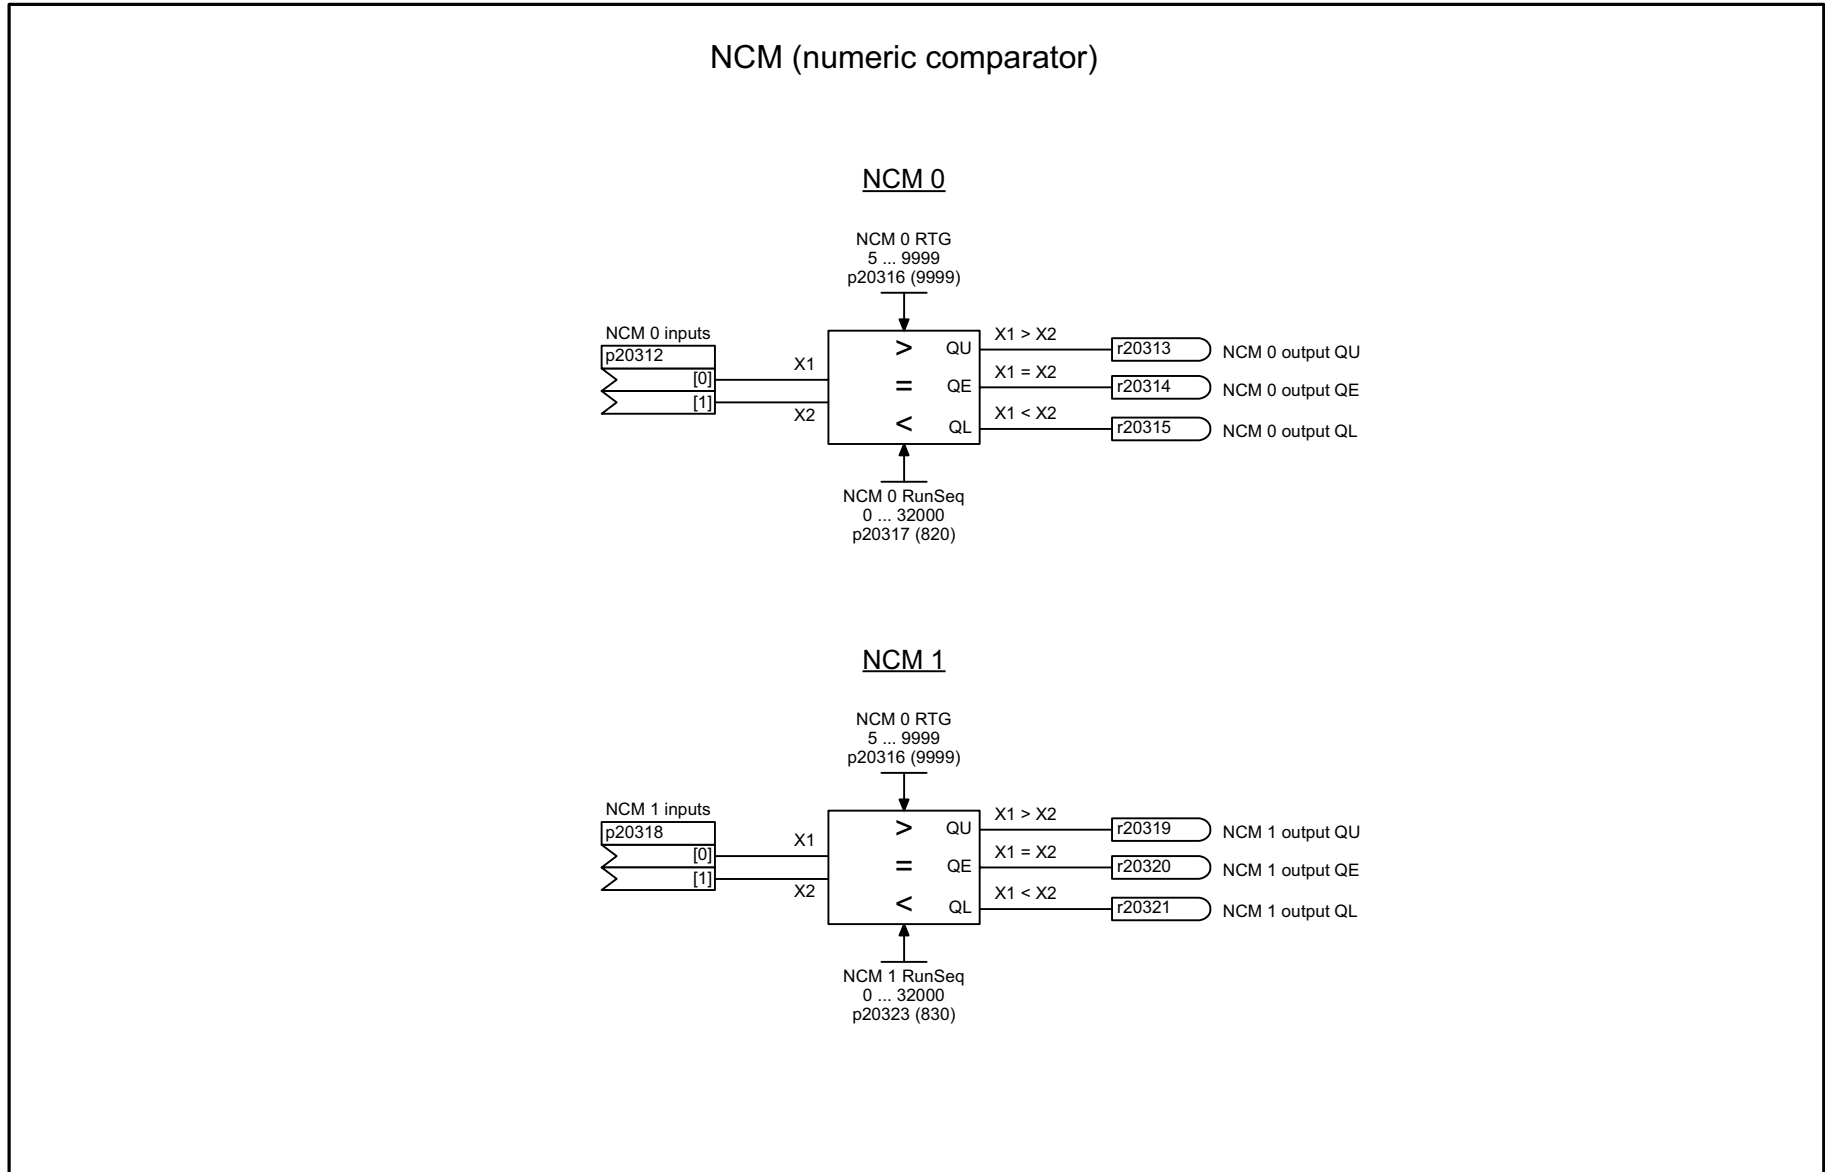 NCM (numeric comparator)
NCM 0
NCM 0 RTG
5 ... 9999
p20316 (9999)
NCM 0 inputs
p20312
[0]
[1]
X1
X2
>
=
<
QU
QE
QL
X1 > X2
X1 = X2
X1 < X2
r20313
r20314
r20315
NCM 0 output QU
NCM 0 output QE
NCM 0 output QL
NCM 0 RunSeq
0 ... 32000
p20317 (820)
NCM 1
NCM 0 RTG
5 ... 9999
p20316 (9999)
NCM 1 inputs
p20318
[0]
[1]
X1
X2
>
=
<
QU
QE
QL
X1 > X2
X1 = X2
X1 < X2
r20319
r20320
r20321
NCM 1 output QU
NCM 1 output QE
NCM 1 output QL
NCM 1 RunSeq
0 ... 32000
p20323 (830)